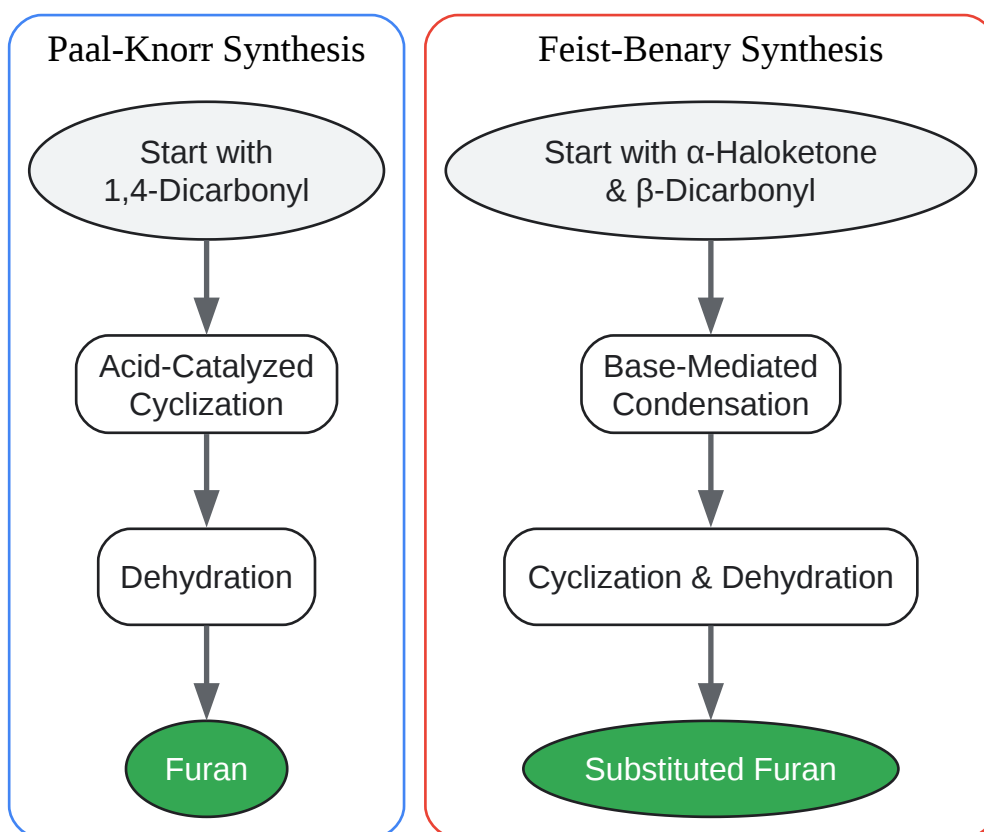 Paal-Knorr Synthesis
Start with
1,4-Dicarbonyl
Acid-Catalyzed
Cyclization
Dehydration
Furan
Feist-Benary Synthesis
Start with α-Haloketone
& β-Dicarbonyl
Base-Mediated
Condensation
Cyclization & Dehydration
Substituted Furan